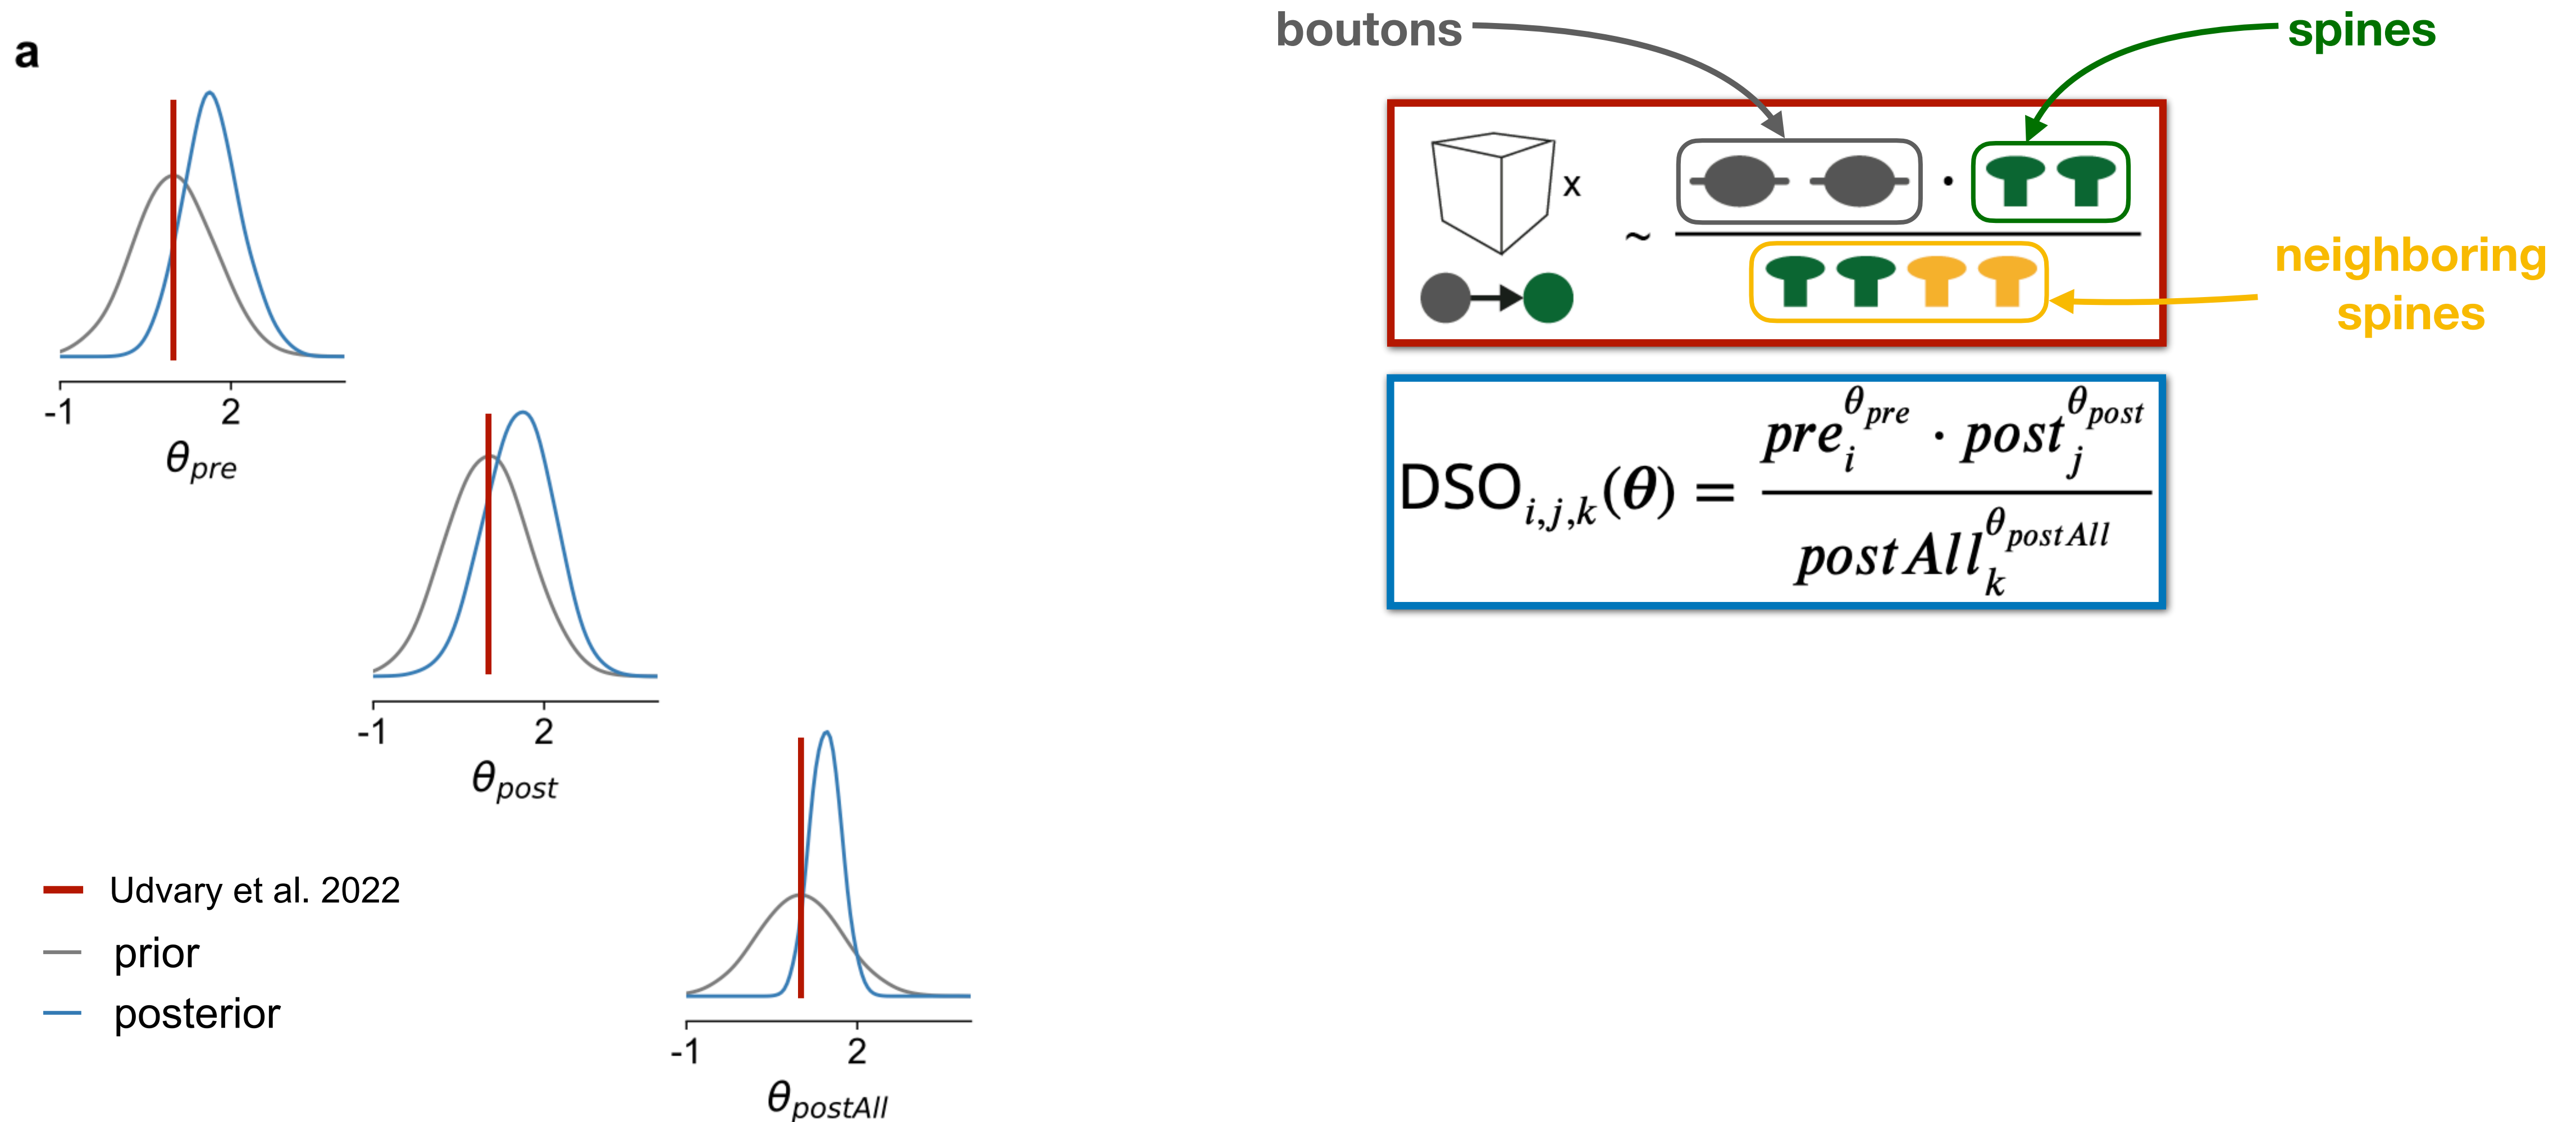 a
-1 2
θpre
-1 2
θpost
-1 2
θpostAll
Udvary et al. 2022
prior
posterior
boutons
spines
x
~
·
neighboring
spines
DSOi,j,k(θ) = prei^θpre · postj^θpost / postAllk^θpostAll